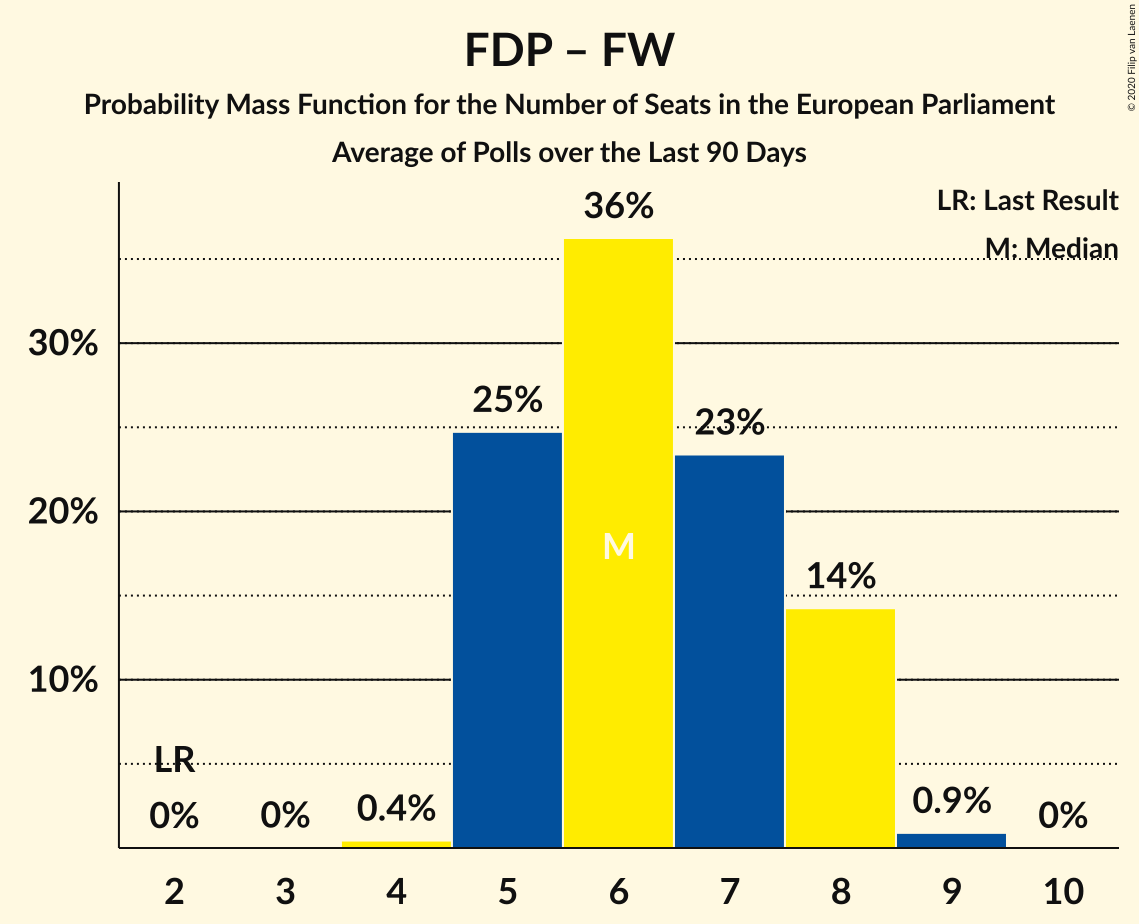 FDP – FW
Probability Mass Function for the Number of Seats in the European Parliament
Average of Polls over the Last 90 Days
© 2020 Filip van Laenen
LR: Last Result
M: Median
36%
30%
25%
23%
20%
M
14%
10%
LR
0%
0%
0.4%
0.9%
0%
2 3 4 5 6 7 8 9 10